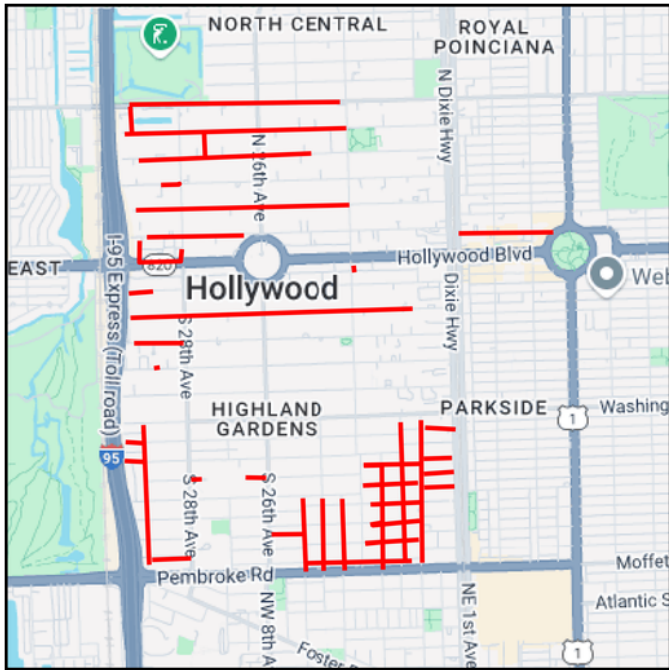 NORTH CENTRAL
ROYAL
POINCIANA
N Dixie Hwy
N 26th Ave
I-95 Express (Toll road)
EAST
820
Hollywood Blvd
Hollywood
Web
Dixie Hwy
S 28th Ave
HIGHLAND
GARDENS
PARKSIDE
Washing
1
95
S 28th Ave
S 26th Ave
Pembroke Rd
Moffet
NW 8th A
NE 1st Ave
Atlantic S
Foster
1